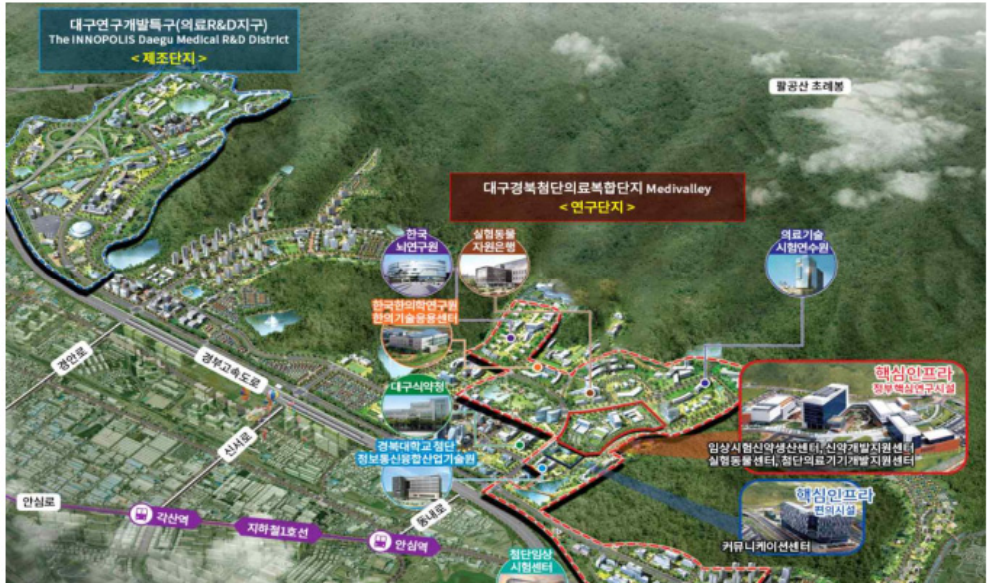 대구연구개발특구(의료R&D지구)
The INNOPOLIS Daegu Medical R&D District
< 제조단지 >
팔공산 초례봉
대구경북첨단의료복합단지 Medivalley
< 연구단지 >
한국
뇌연구원
실험동물
자원은행
의료기술
시험연수원
한국한의학연구원
한의기술응용센터
경안로
경부고속도로
대구식약청
핵심인프라
정부핵심연구시설
임상시험신약생산센터, 신약개발지원센터
실험동물센터, 첨단의료기기개발지원센터
신서로
경북대학교 첨단
정보통신융합산업기술원
핵심인프라
편의시설
커뮤니케이션센터
안심로
각산역
지하철1호선
안심역
동내로
첨단임상
시험센터